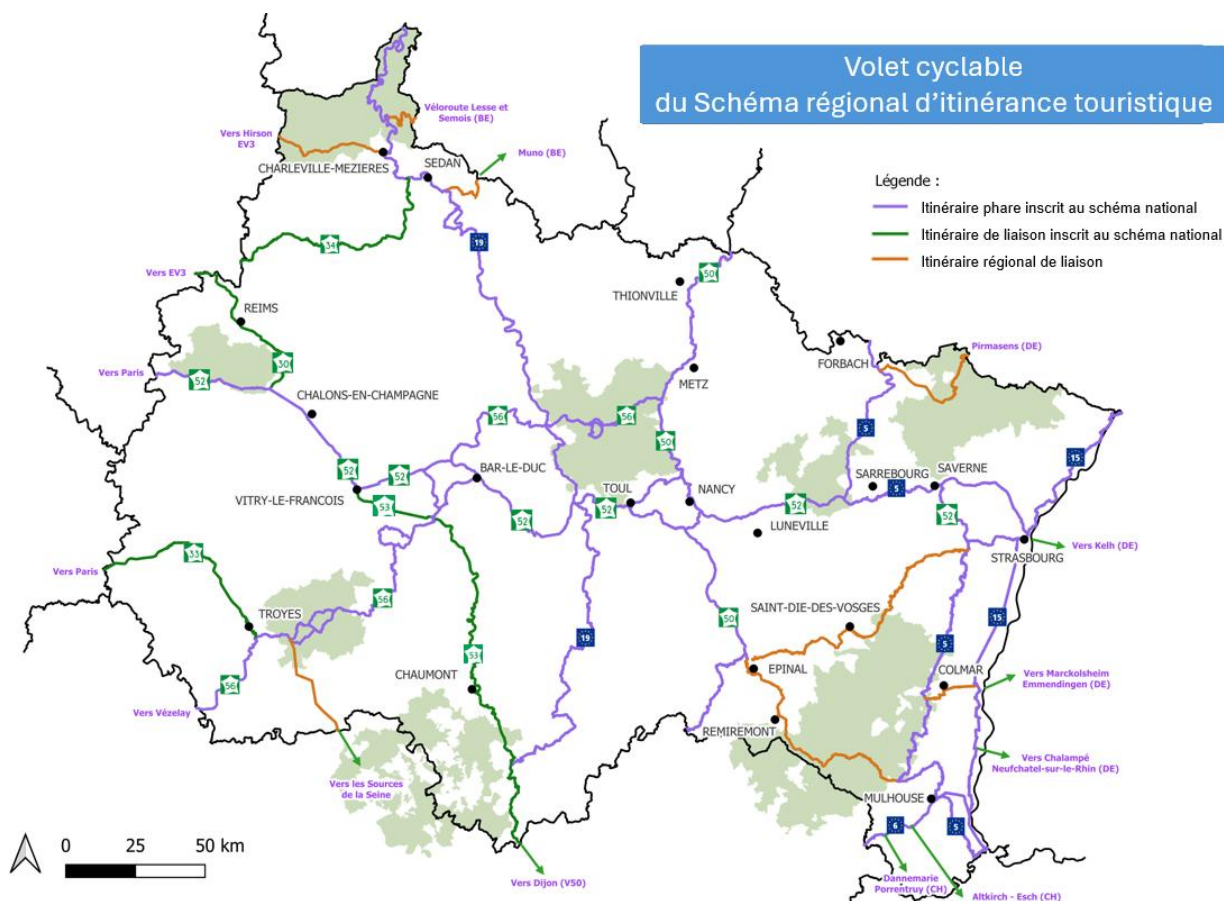 Volet cyclable
du Schéma régional d'itinérance touristique
Véloroute Lesse et
Semois (BE)
Vers Hirson
EV3
CHARLEVILLE-MEZIERES
SEDAN
Muno (BE)
Légende :
Itinéraire phare inscrit au schéma national
Itinéraire de liaison inscrit au schéma national
Itinéraire régional de liaison
19
34
Vers EV3
50
THIONVILLE
REIMS
FORBACH
Pirmasens (DE)
30
Vers Paris
52
METZ
CHALONS-EN-CHAMPAGNE
56
56
5
50
15
52
52
BAR-LE-DUC
SARREBOURG
SAVERNE
5
VITRY-LE-FRANCOIS
53
TOUL
NANCY
52
52
52
52
LUNEVILLE
STRASBOURG
Vers Kelh (DE)
33
Vers Paris
56
TROYES
SAINT-DIE-DES-VOSGES
50
15
19
5
53
EPINAL
COLMAR
Vers Marckolsheim
Emmendingen (DE)
CHAUMONT
56
Vers Vézelay
REMIREMONT
Vers Chalampé
Neufchatel-sur-le-Rhin (DE)
Vers les Sources
de la Seine
MULHOUSE
6
5
0 25 50 km
Vers Dijon (V50)
Dannemarie
Porrentruy (CH)
Altkirch - Esch (CH)